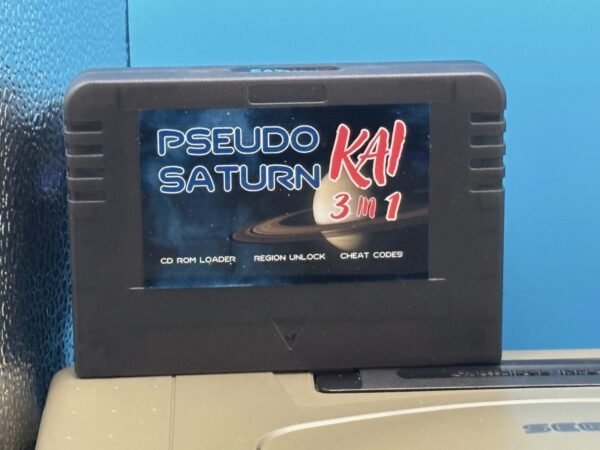 PSEUDO
SATURN
KAI
3 in 1
CD ROM LOADER REGION UNLOCK CHEAT CODES